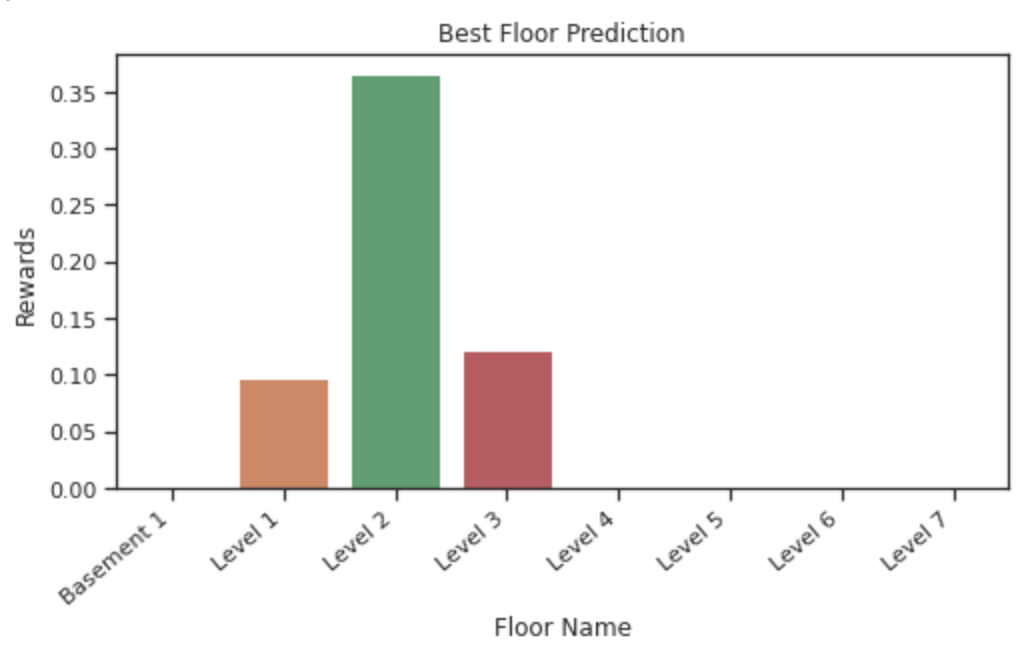 Best Floor Prediction
Rewards
0.35
0.30
0.25
0.20
0.15
0.10
0.05
0.00
Basement 1
Level 1
Level 2
Level 3
Level 4
Level 5
Level 6
Level 7
Floor Name